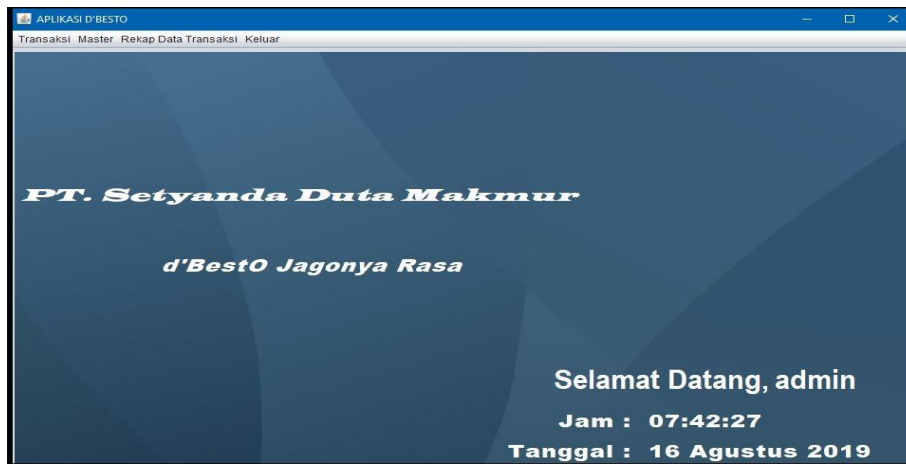 APLIKASI D'BESTO
Transaksi Master Rekap Data Transaksi Keluar
PT. Setyanda Duta Makmur
d'BestO Jagonya Rasa
Selamat Datang, admin
Jam : 07:42:27
Tanggal : 16 Agustus 2019